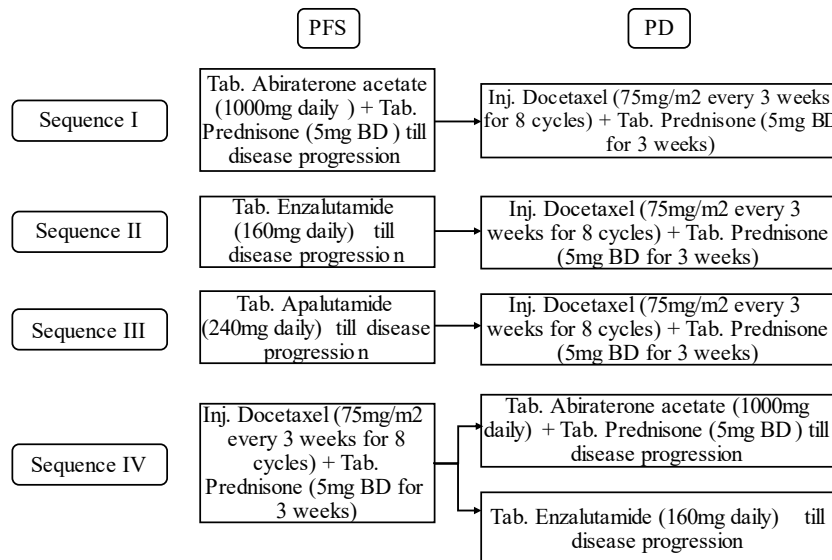 PFS
PD
Sequence I
Tab. Abiraterone acetate
(1000mg daily ) + Tab.
Prednisone (5mg BD ) till
disease progression
Inj. Docetaxel (75mg/m2 every 3 weeks
for 8 cycles) + Tab. Prednisone (5mg BD
for 3 weeks)
Sequence II
Tab. Enzalutamide
(160mg daily) till
disease progression
Inj. Docetaxel (75mg/m2 every 3
weeks for 8 cycles) + Tab. Prednisone
(5mg BD for 3 weeks)
Sequence III
Tab. Apalutamide
(240mg daily) till disease
progression
Inj. Docetaxel (75mg/m2 every 3
weeks for 8 cycles) + Tab. Prednisone
(5mg BD for 3 weeks)
Sequence IV
Inj. Docetaxel (75mg/m2
every 3 weeks for 8
cycles) + Tab.
Prednisone (5mg BD for
3 weeks)
Tab. Abiraterone acetate (1000mg
daily) + Tab. Prednisone (5mg BD ) till
disease progression
Tab. Enzalutamide (160mg daily) till
disease progression